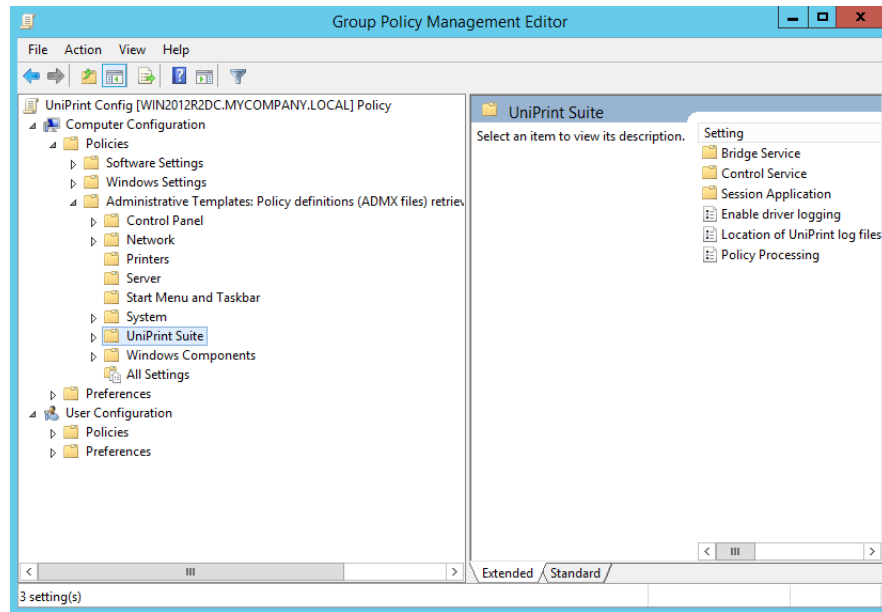 Group Policy Management Editor
File Action View Help
UniPrint Config [WIN2012R2DC.MYCOMPANY.LOCAL] Policy
Computer Configuration
Policies
Software Settings
Windows Settings
Administrative Templates: Policy definitions (ADMX files) retriev
Control Panel
Network
Printers
Server
Start Menu and Taskbar
System
UniPrint Suite
Windows Components
All Settings
Preferences
User Configuration
Policies
Preferences
UniPrint Suite
Select an item to view its description.
Setting
Bridge Service
Control Service
Session Application
Enable driver logging
Location of UniPrint log files
Policy Processing
Extended Standard
3 setting(s)